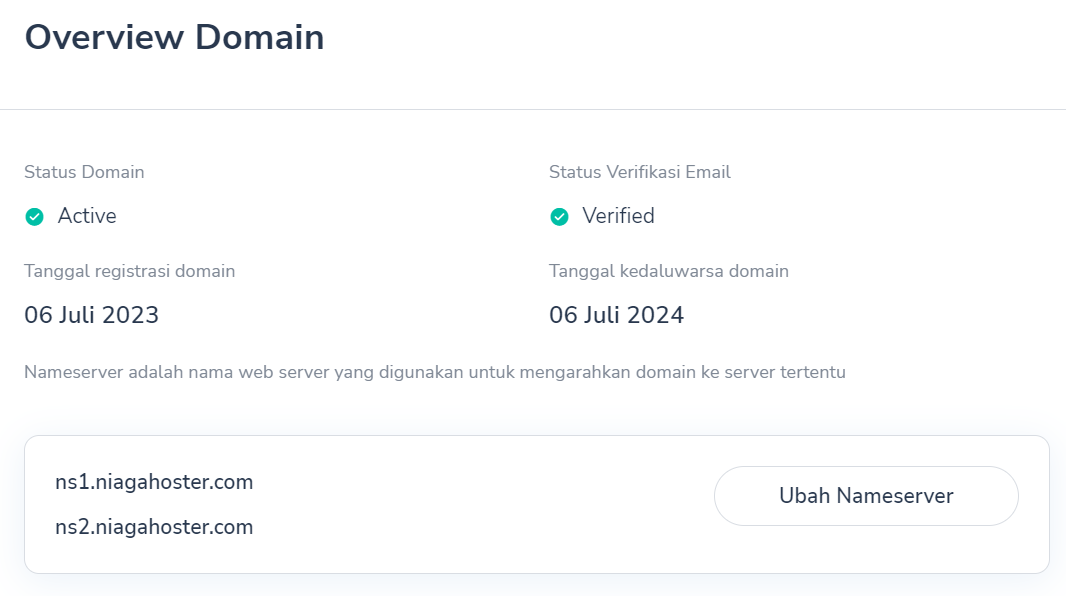 Overview Domain
Status Domain
Status Verifikasi Email
Active
Verified
Tanggal registrasi domain
Tanggal kedaluwarsa domain
06 Juli 2023
06 Juli 2024
Nameserver adalah nama web server yang digunakan untuk mengarahkan domain ke server tertentu
ns1.niagahoster.com
Ubah Nameserver
ns2.niagahoster.com